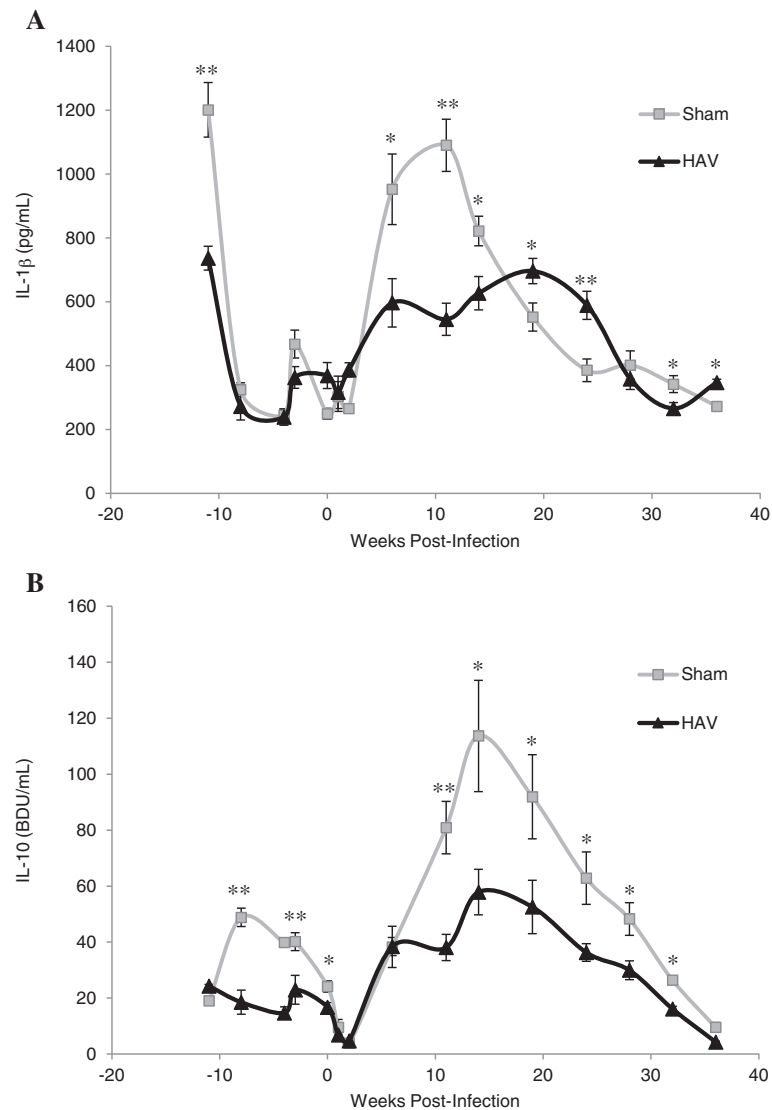 A
1400
1200
1000
800
600
400
200
0
IL-1β (pg/mL)
** * ** * * ** * *
Sham
HAV
-20 -10 0 10 20 30 40
Weeks Post-Infection
B
160
140
120
100
80
60
40
20
0
IL-10 (BDU/mL)
** ** * ** * * * * *
Sham
HAV
-20 -10 0 10 20 30 40
Weeks Post-Infection